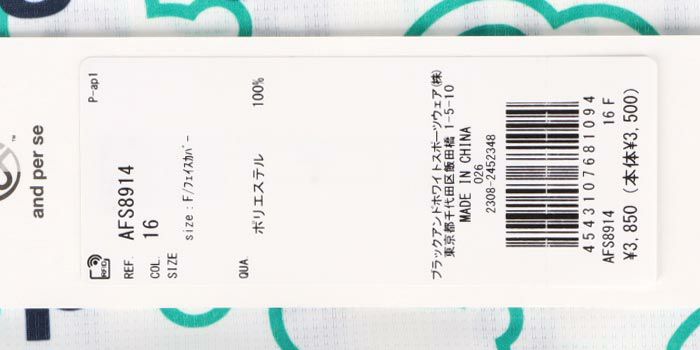 and per se
TM
P-ap1
RFID
REF. AFS8914
COL. 16
SIZE size:F/フェイスカバー
QUA. ポリエステル 100%
ブラックアンドホワイトスポーツウェア(株)
東京都千代田区飯田橋 1-5-10
MADE IN CHINA
026
2308-2452348
4543107681094
AFS8914 16 F
¥3,850 (本体¥3,500)